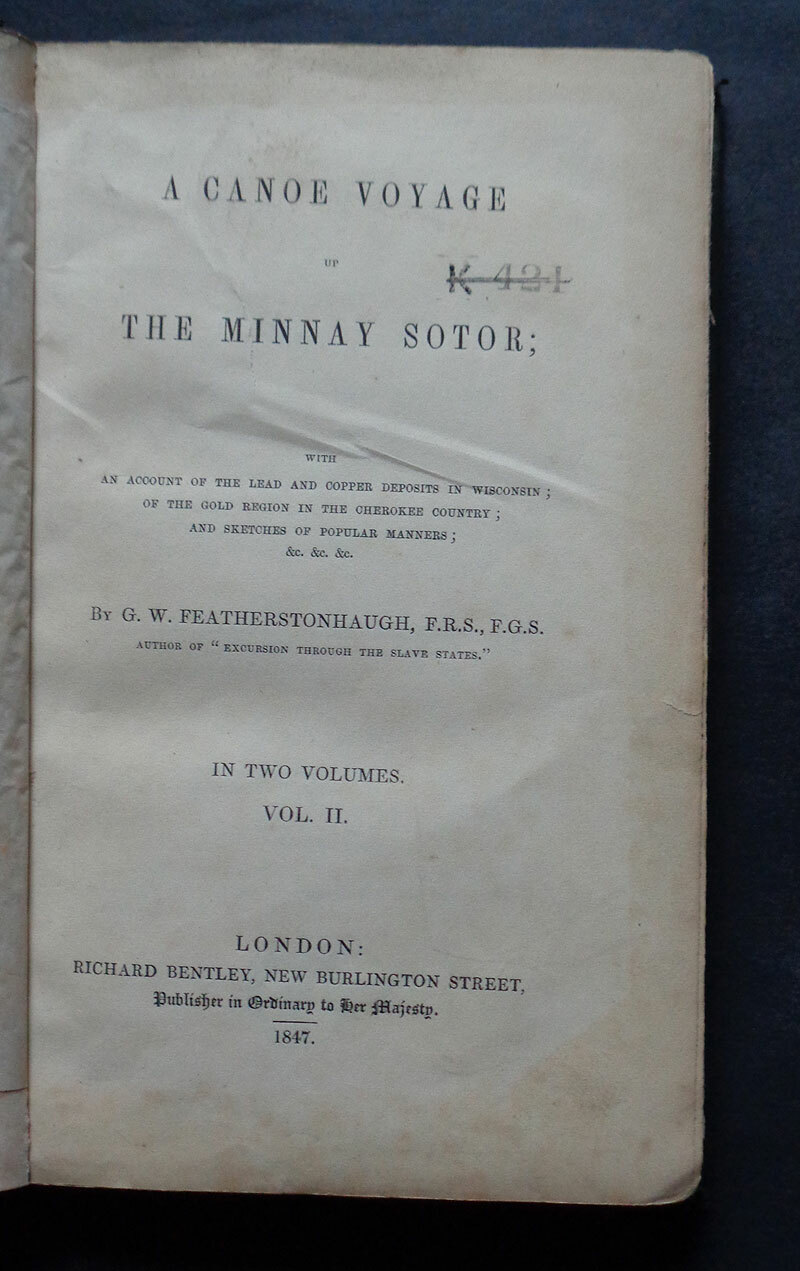 A CANOE VOYAGE
UP
K-421
THE MINNAY SOTOR;
WITH
AN ACCOUNT OF THE LEAD AND COPPER DEPOSITS IN WISCONSIN;
OF THE GOLD REGION IN THE CHEROKEE COUNTRY;
AND SKETCHES OF POPULAR MANNERS;
&c. &c. &c.
BY G. W. FEATHERSTONHAUGH, F.R.S., F.G.S.
AUTHOR OF "EXCURSION THROUGH THE SLAVE STATES."
IN TWO VOLUMES.
VOL. II.
LONDON:
RICHARD BENTLEY, NEW BURLINGTON STREET,
Publisher in Ordinary to Her Majesty.
1847.